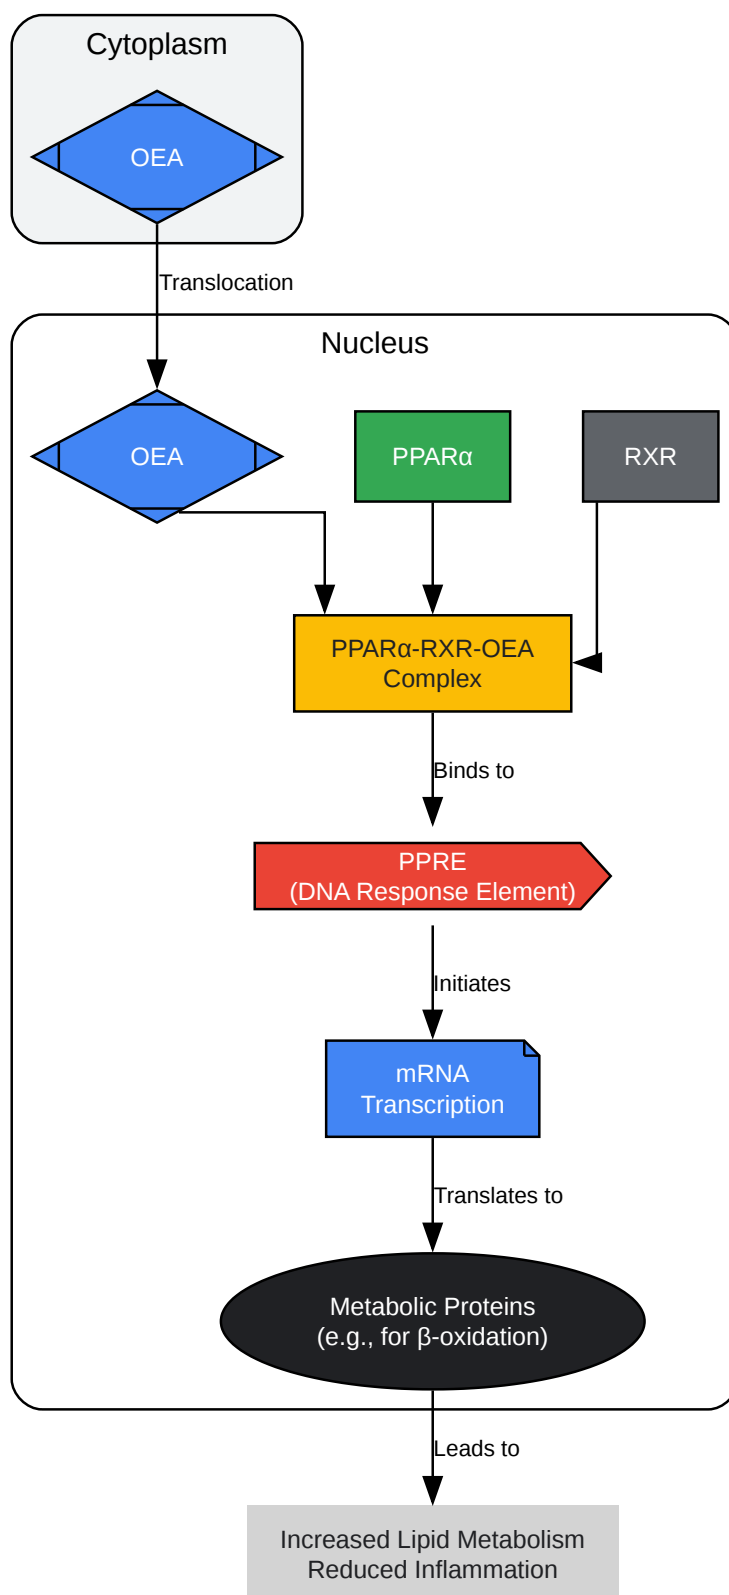 Cytoplasm
OEA
Translocation
Nucleus
OEA
PPARα
RXR
PPARα-RXR-OEA
Complex
Binds to
PPRE
(DNA Response Element)
Initiates
mRNA
Transcription
Translates to
Metabolic Proteins
(e.g., for β-oxidation)
Leads to
Increased Lipid Metabolism
Reduced Inflammation